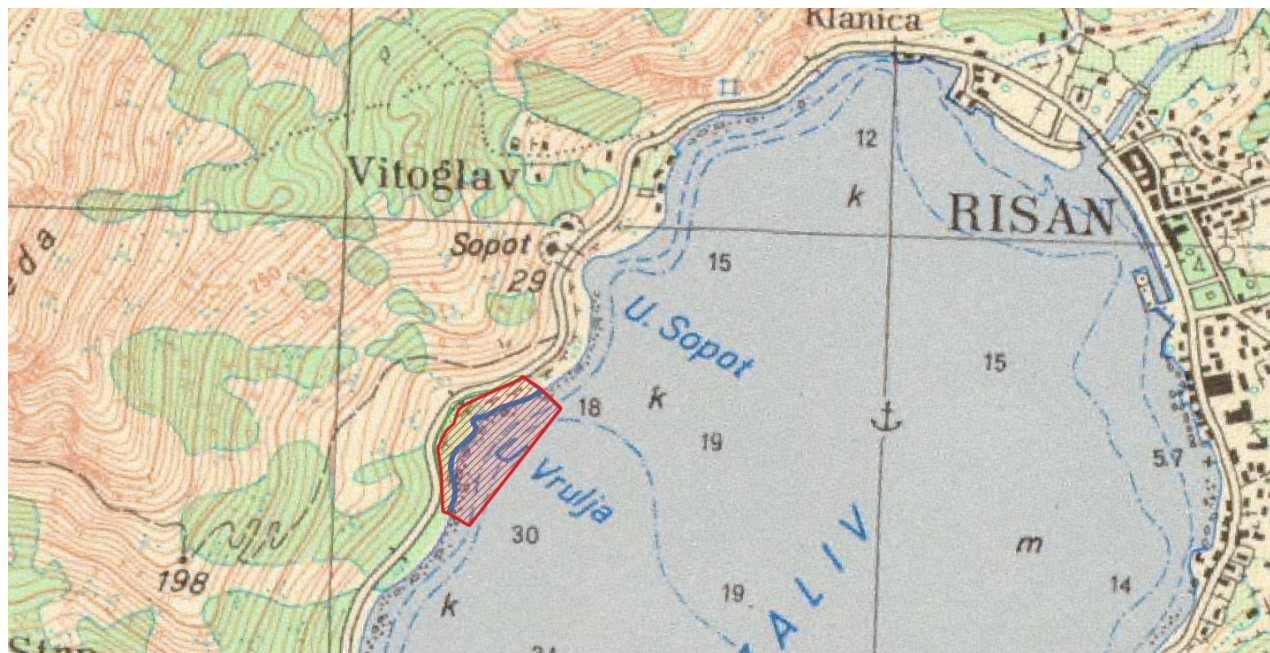 Klanica
12
Vitoglav
k
RISAN
Sopot
29
15
260
U. Sopot
15
k
18
19
5.7
U. Vrulja
30
ALIV
m
198
14
k
19